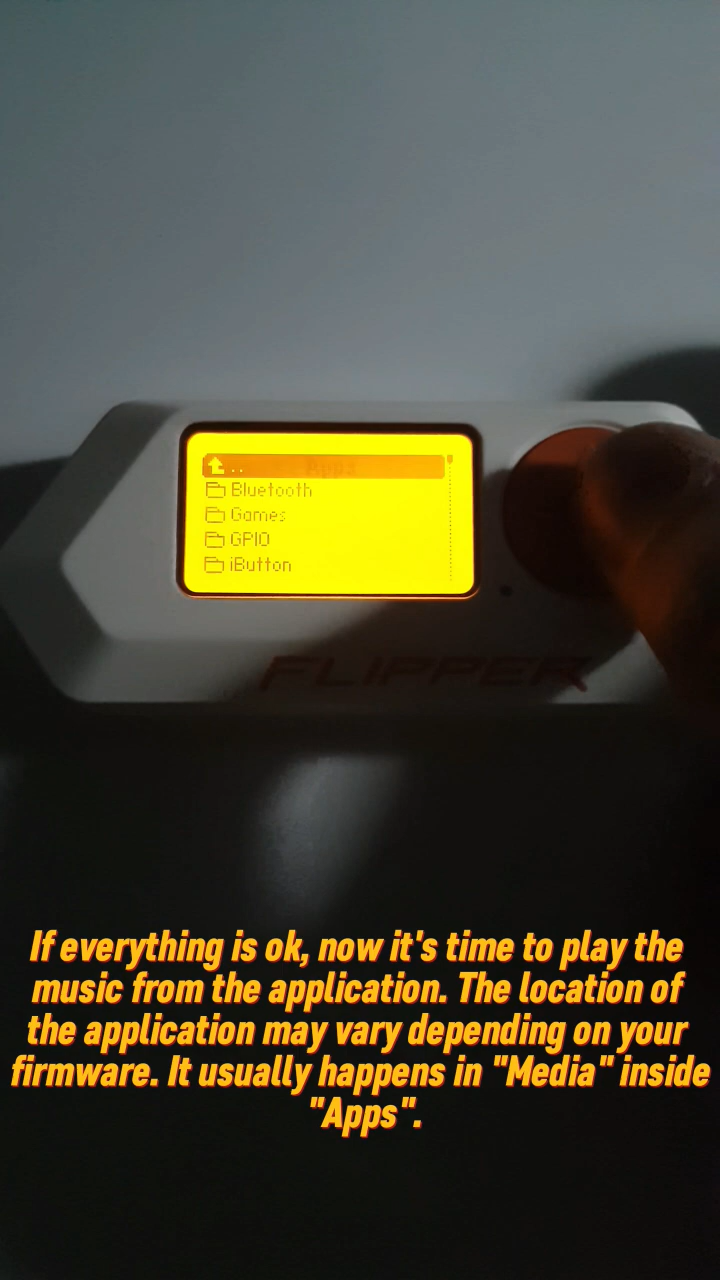 Apps
..
Bluetooth
Games
GPIO
iButton
FLIPPER
If everything is ok, now it's time to play the
music from the application. The location of
the application may vary depending on your
firmware. It usually happens in "Media" inside
"Apps".